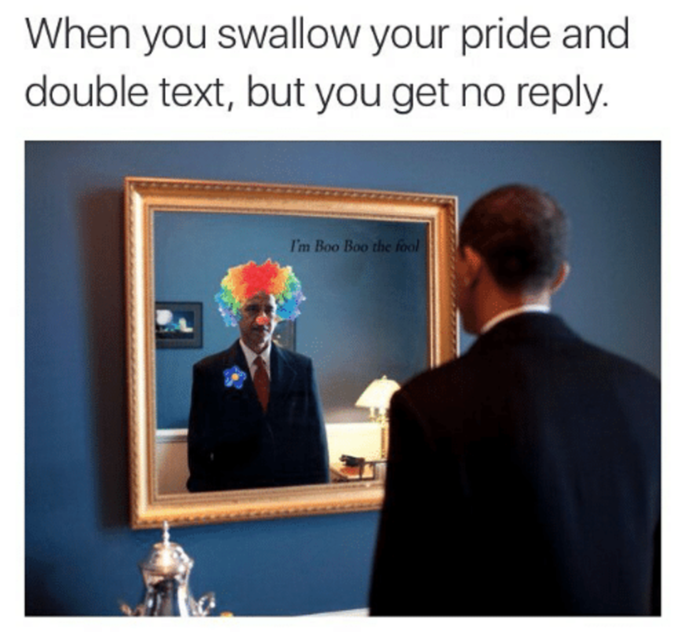 When you swallow your pride and
double text, but you get no reply.
I'm Boo Boo the fool